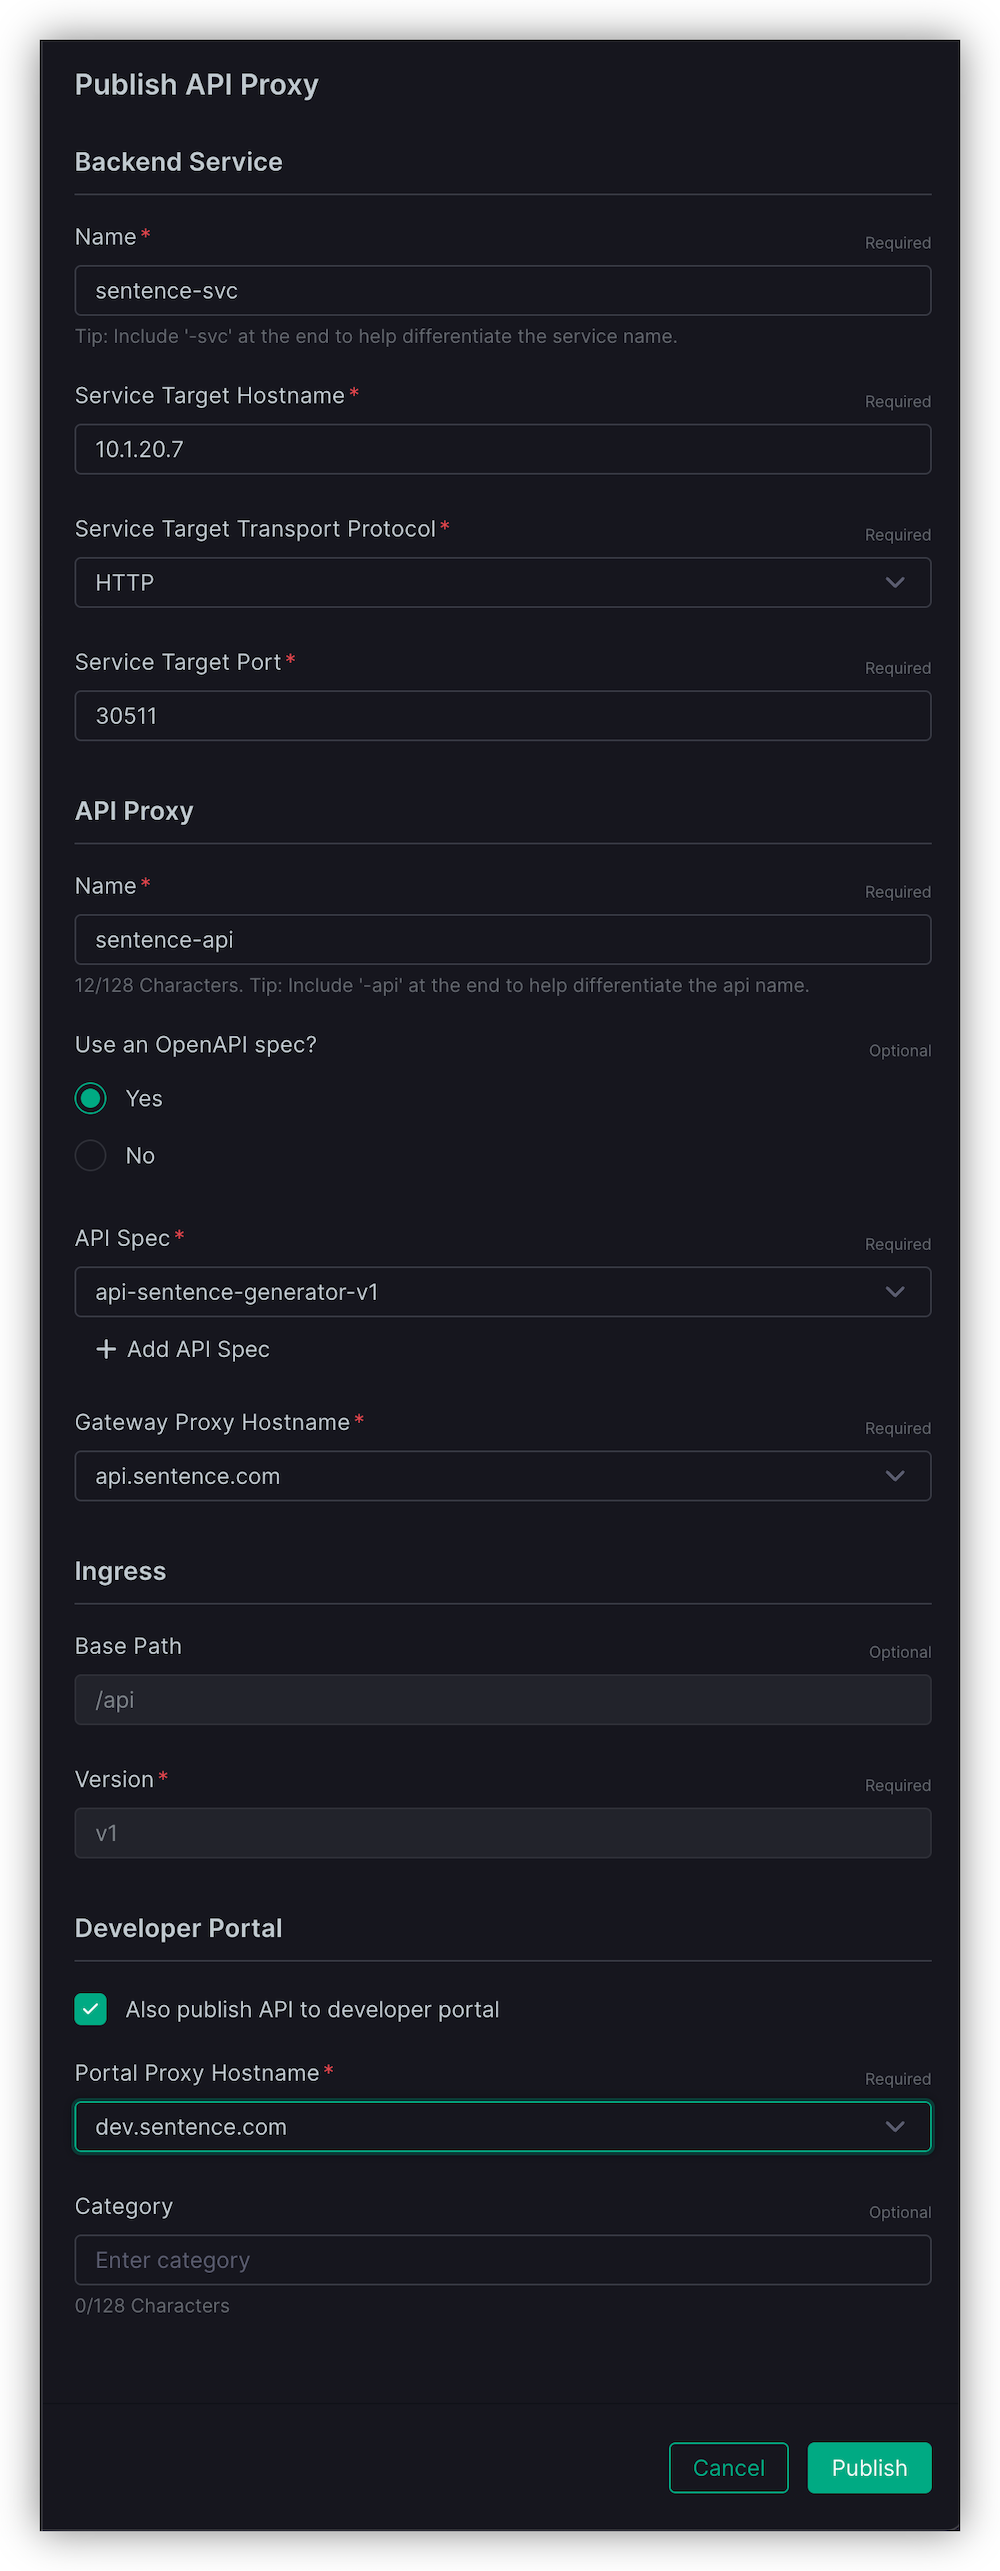 Publish API Proxy
Backend Service
Name*
Required
sentence-svc
Tip: Include '-svc' at the end to help differentiate the service name.
Service Target Hostname*
Required
10.1.20.7
Service Target Transport Protocol*
Required
HTTP
Service Target Port*
Required
30511
API Proxy
Name*
Required
sentence-api
12/128 Characters. Tip: Include '-api' at the end to help differentiate the api name.
Use an OpenAPI spec?
Optional
Yes
No
API Spec*
Required
api-sentence-generator-v1
+ Add API Spec
Gateway Proxy Hostname*
Required
api.sentence.com
Ingress
Base Path
Optional
/api
Version*
Required
v1
Developer Portal
Also publish API to developer portal
Portal Proxy Hostname*
Required
dev.sentence.com
Category
Optional
Enter category
0/128 Characters
Cancel
Publish